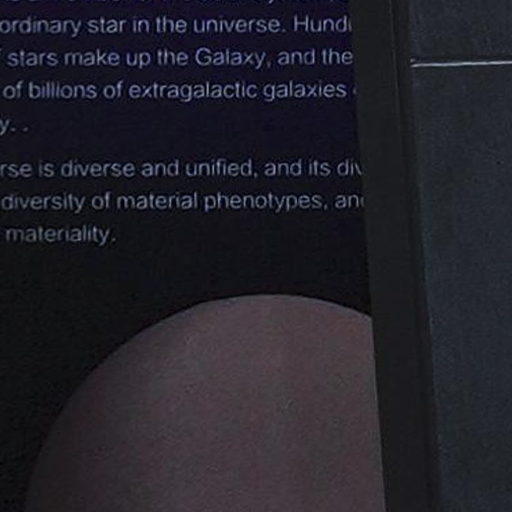 ordinary star in the universe. Hund
stars make up the Galaxy, and the
of billions of extragalactic galaxies
y. .
rse is diverse and unified, and its div
diversity of material phenotypes, and
materiality.